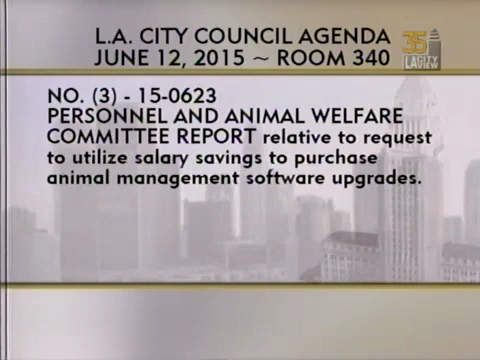 L.A. CITY COUNCIL AGENDA
JUNE 12, 2015 ~ ROOM 340
35
LA CITY VIEW
NO. (3) - 15-0623
PERSONNEL AND ANIMAL WELFARE
COMMITTEE REPORT relative to request
to utilize salary savings to purchase
animal management software upgrades.